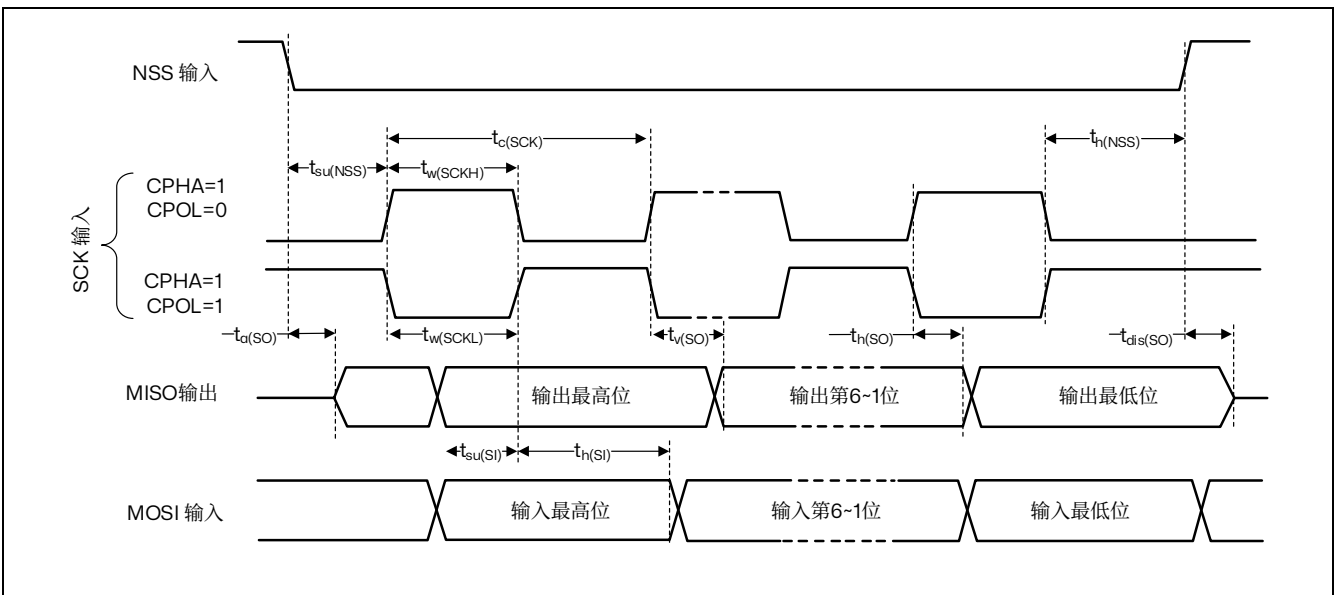 NSS 输入
tc(SCK)
th(NSS)
tsu(NSS)
tw(SCKH)
SCK 输入
CPHA=1
CPOL=0
CPHA=1
CPOL=1
ta(SO)
tw(SCKL)
tv(SO)
th(SO)
tdis(SO)
MISO输出
输出最高位
输出第6~1位
输出最低位
tsu(SI)
th(SI)
MOSI 输入
输入最高位
输入第6~1位
输入最低位